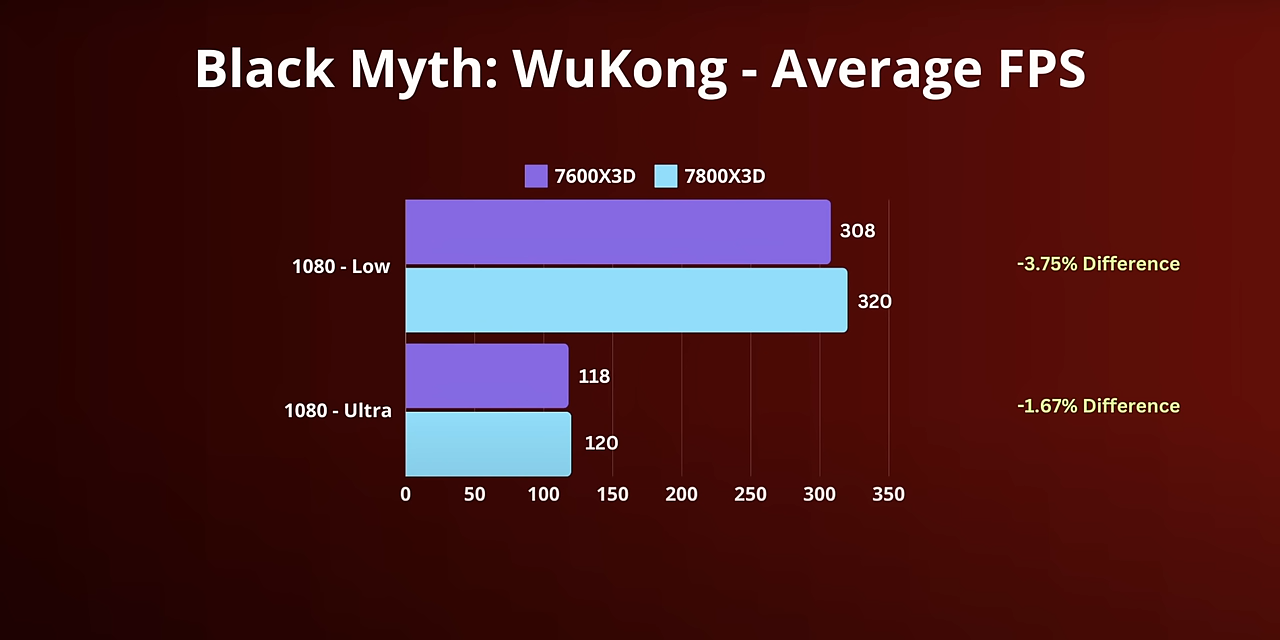 Black Myth: WuKong - Average FPS
7600X3D 7800X3D
308
1080 - Low
-3.75% Difference
320
118
1080 - Ultra
-1.67% Difference
120
0 50 100 150 200 250 300 350